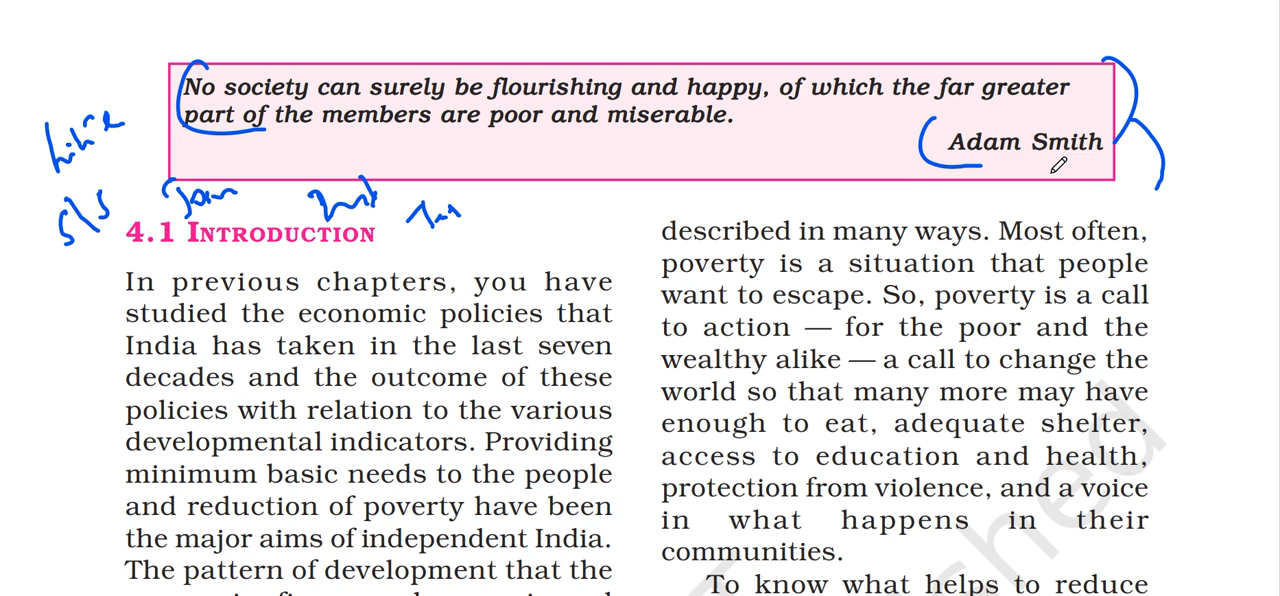 No society can surely be flourishing and happy, of which the far greater
part of the members are poor and miserable.
Adam Smith
4.1 INTRODUCTION
In previous chapters, you have
studied the economic policies that
India has taken in the last seven
decades and the outcome of these
policies with relation to the various
developmental indicators. Providing
minimum basic needs to the people
and reduction of poverty have been
the major aims of independent India.
The pattern of development that the
described in many ways. Most often,
poverty is a situation that people
want to escape. So, poverty is a call
to action — for the poor and the
wealthy alike — a call to change the
world so that many more may have
enough to eat, adequate shelter,
access to education and health,
protection from violence, and a voice
in what happens in their
communities.
To know what helps to reduce